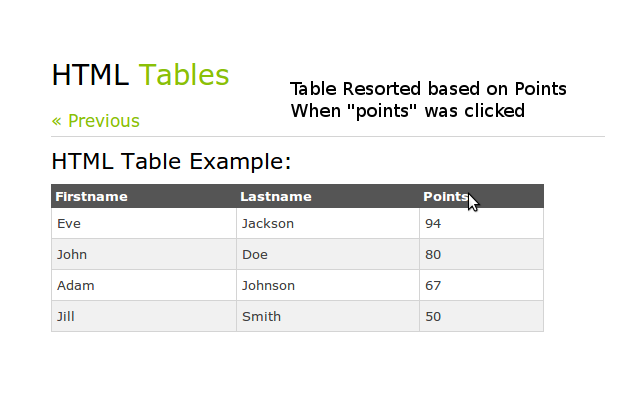 HTML Tables
Table Resorted based on Points
When "points" was clicked
« Previous
HTML Table Example:
Firstname Lastname Points
Eve Jackson 94
John Doe 80
Adam Johnson 67
Jill Smith 50